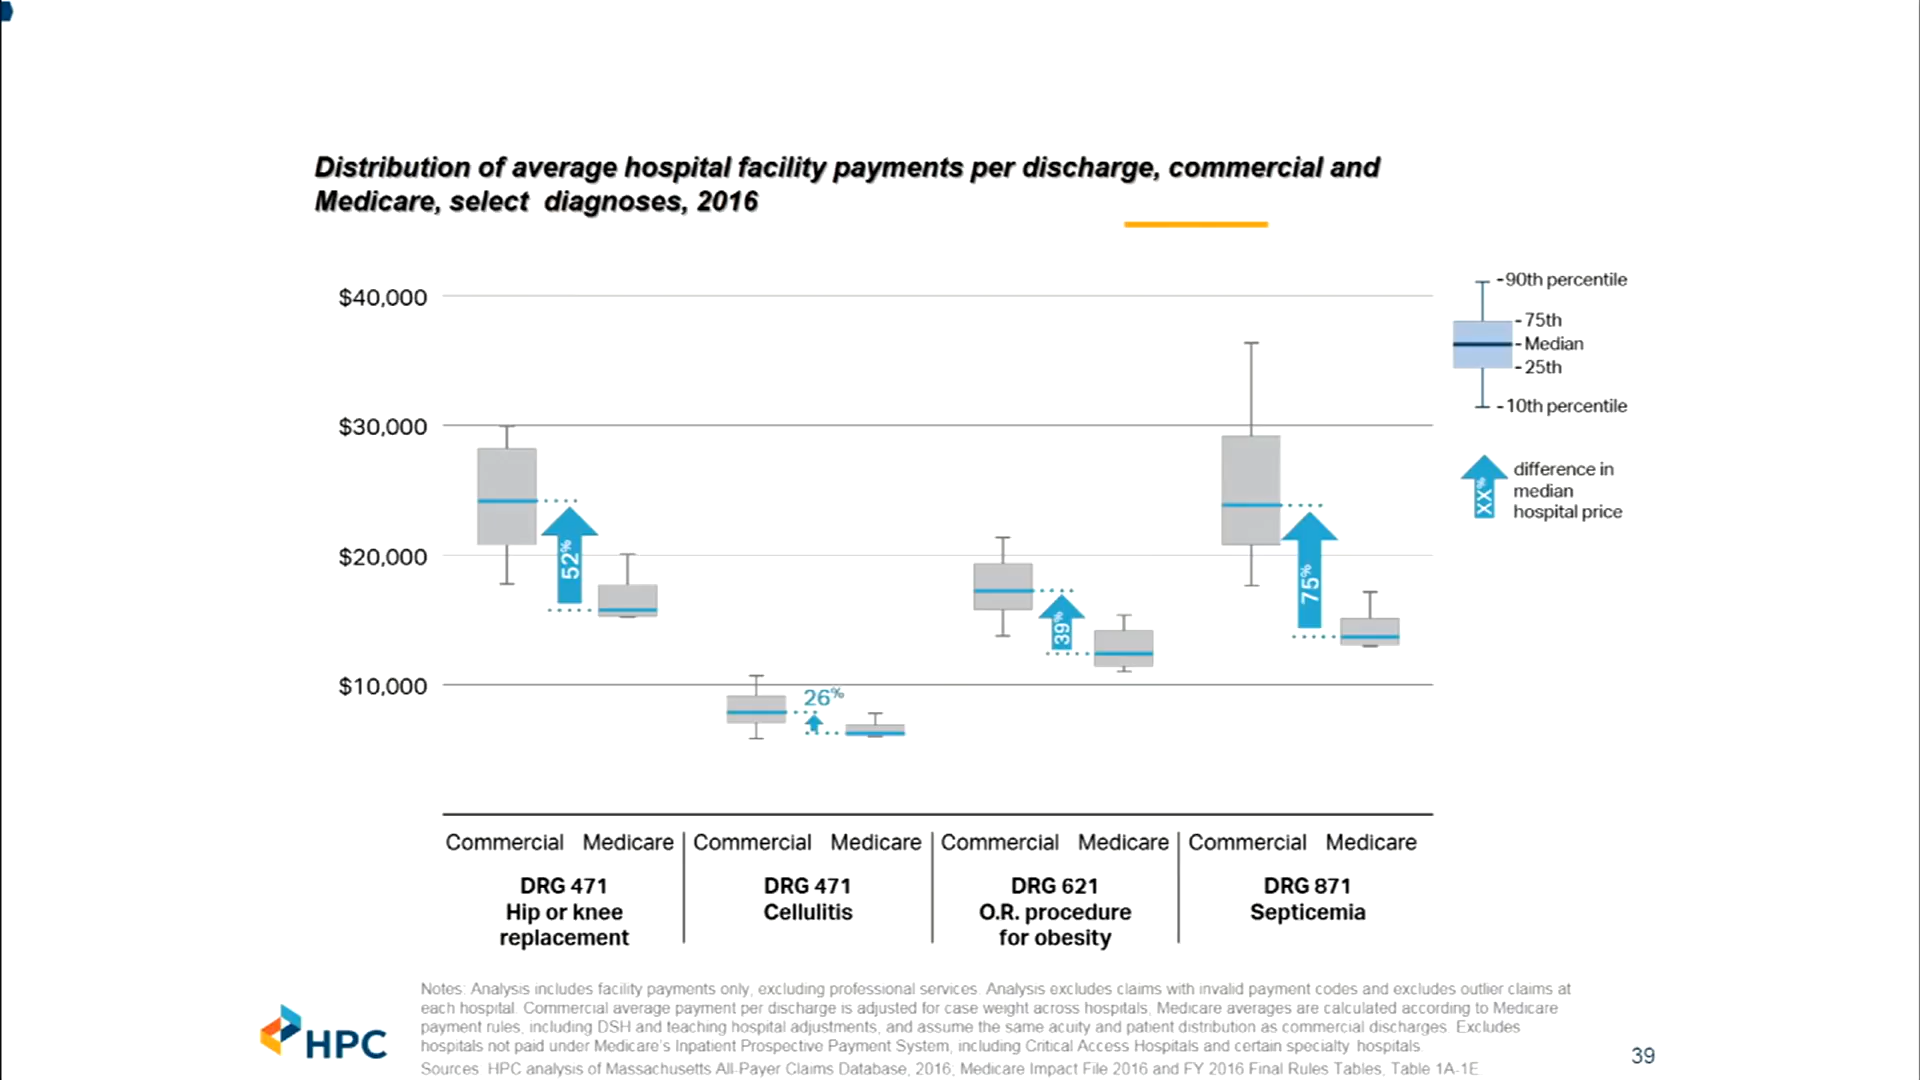 Distribution of average hospital facility payments per discharge, commercial and
Medicare, select diagnoses, 2016
$40,000
$30,000
$20,000
$10,000
52%
26%
39%
75%
-90th percentile
-75th
-Median
-25th
-10th percentile
XX%
difference in
median
hospital price
Commercial Medicare Commercial Medicare Commercial Medicare Commercial Medicare
DRG 471
Hip or knee
replacement
DRG 471
Cellulitis
DRG 621
O.R. procedure
for obesity
DRG 871
Septicemia
Notes: Analysis includes facility payments only, excluding professional services. Analysis excludes claims with invalid payment codes and excludes outlier claims at
each hospital. Commercial average payment per discharge is adjusted for case weight across hospitals, Medicare averages are calculated according to Medicare
payment rules, including DSH and teaching hospital adjustments, and assume the same acuity and patient distribution as commercial discharges. Excludes
hospitals not paid under Medicare's Inpatient Prospective Payment System, including Critical Access Hospitals and certain specialty hospitals.
Sources: HPC analysis of Massachusetts All-Payer Claims Database, 2016; Medicare Impact File 2016 and FY 2016 Final Rules Tables, Table 1A-1E
HPC
39